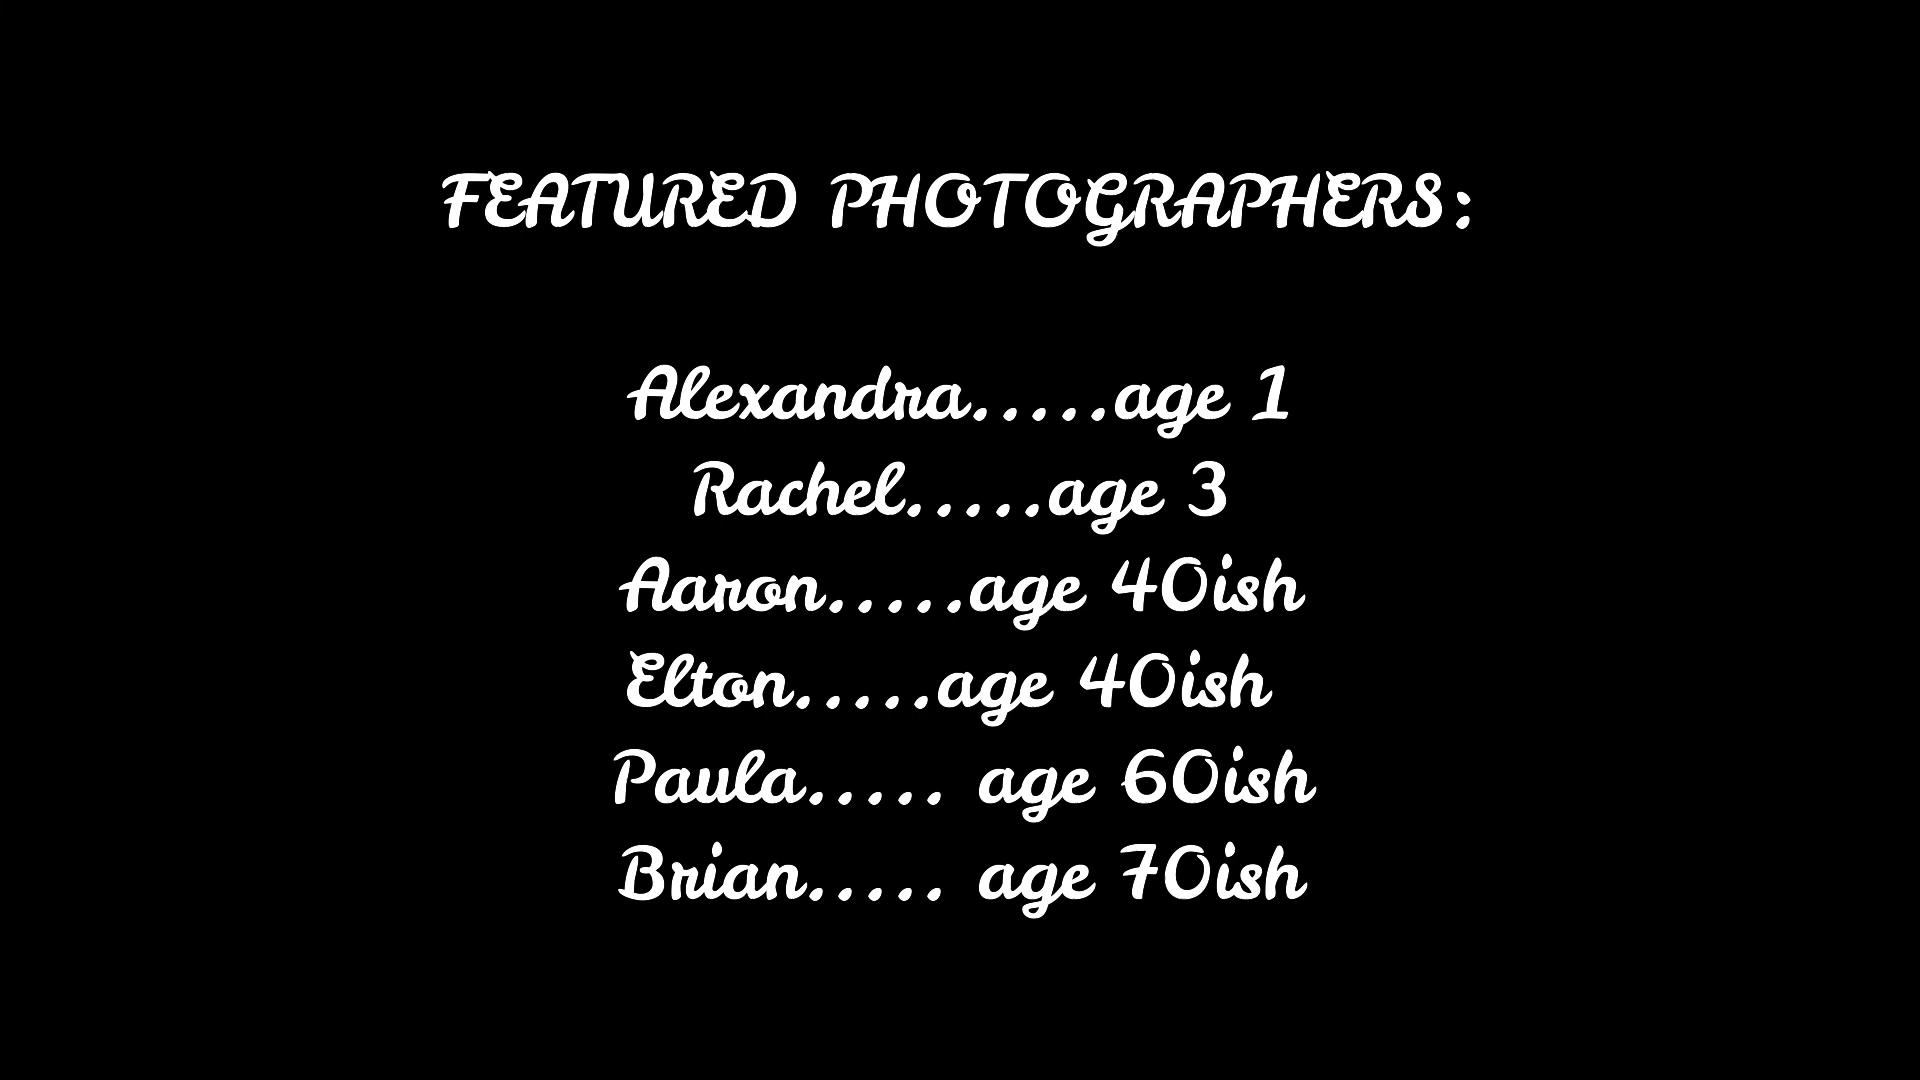 FEATURED PHOTOGRAPHERS:
Alexandra.....age 1
Rachel.....age 3
Aaron.....age 40ish
Elton.....age 40ish
Paula..... age 60ish
Brian..... age 70ish